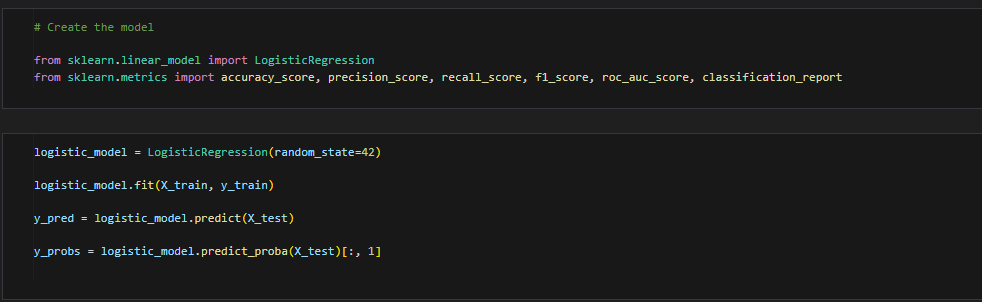 # Create the model
from sklearn.linear_model import LogisticRegression
from sklearn.metrics import accuracy_score, precision_score, recall_score, f1_score, roc_auc_score, classification_report
logistic_model = LogisticRegression(random_state=42)
logistic_model.fit(X_train, y_train)
y_pred = logistic_model.predict(X_test)
y_probs = logistic_model.predict_proba(X_test)[:, 1]